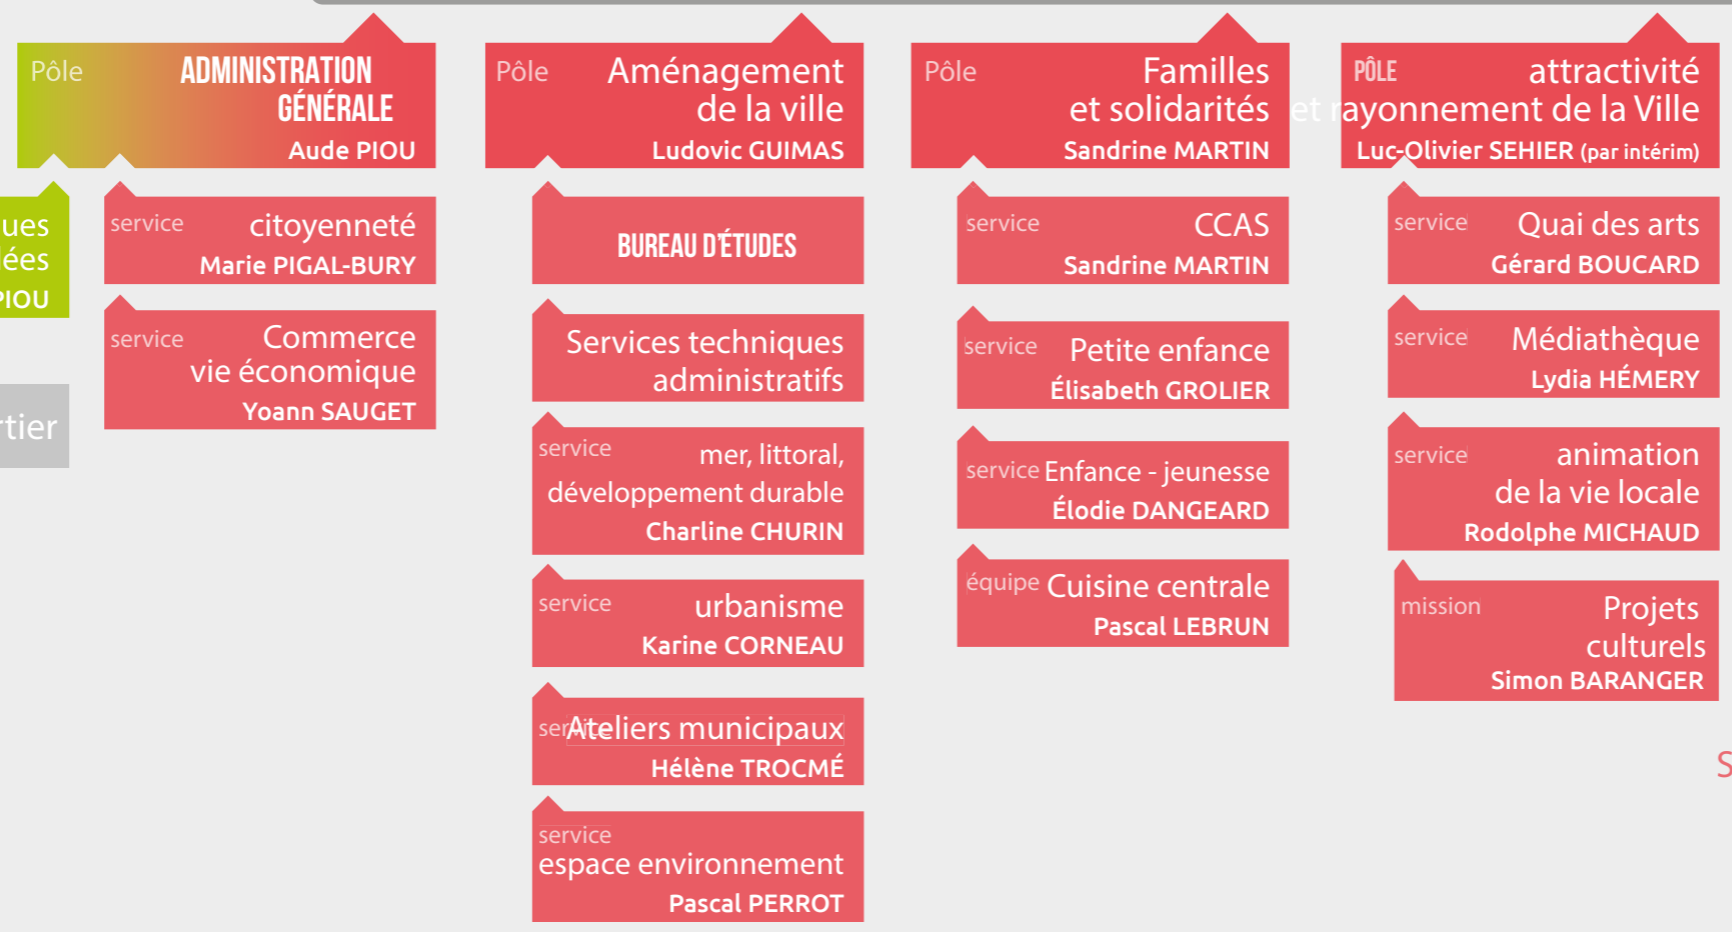 Pôle
ADMINISTRATION
GÉNÉRALE
Aude PIOU
ues
ées
PIOU
rtier
service
citoyenneté
Marie PIGAL-BURY
service
Commerce
vie économique
Yoann SAUGET
Pôle
Aménagement
de la ville
Ludovic GUIMAS
BUREAU D'ÉTUDES
Services techniques
administratifs
service
mer, littoral,
développement durable
Charline CHURIN
service
urbanisme
Karine CORNEAU
service
Ateliers municipaux
Hélène TROCMÉ
service
espace environnement
Pascal PERROT
Pôle
Familles
et solidarités
Sandrine MARTIN
service
CCAS
Sandrine MARTIN
service
Petite enfance
Élisabeth GROLIER
service
Enfance - jeunesse
Élodie DANGEARD
équipe
Cuisine centrale
Pascal LEBRUN
PÔLE
attractivité
et rayonnement de la Ville
Luc-Olivier SEHIER (par intérim)
service
Quai des arts
Gérard BOUCARD
service
Médiathèque
Lydia HÉMERY
service
animation
de la vie locale
Rodolphe MICHAUD
mission
Projets
culturels
Simon BARANGER
S